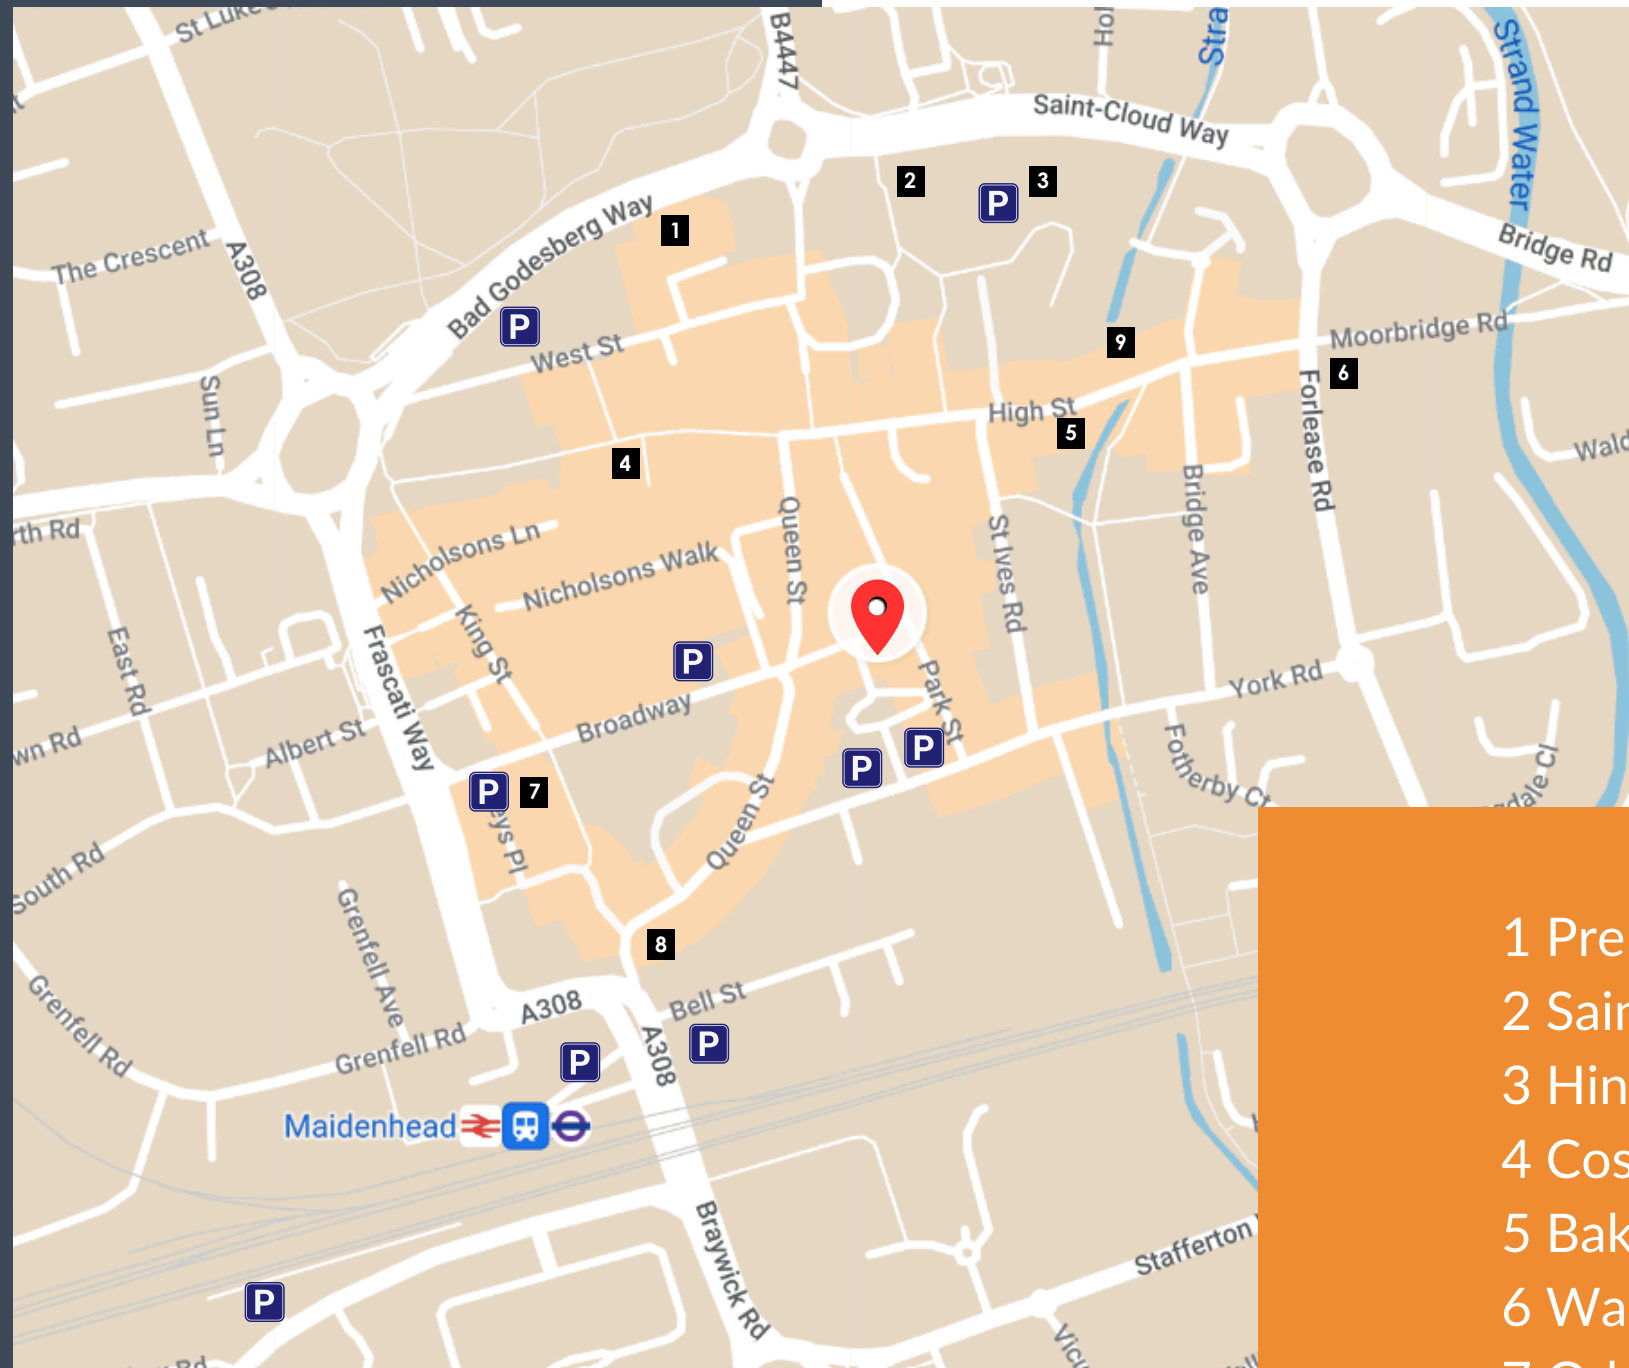 B4447
Saint-Cloud Way
Strand Water
The Crescent
A308
Bad Godesberg Way
1
2
3
P
Bridge Rd
P
West St
9
Moorbridge Rd
6
Sun Ln
High St
5
4
Forlease Rd
Bridge Ave
Nicholsons Ln
Nicholsons Walk
Queen St
St Ives Rd
King St
East Rd
Frascati Way
P
Park St
York Rd
Broadway
Albert St
P
P
Fotherby Ct
P
7
Queen St
South Rd
Grenfell Ave
8
Grenfell Rd
A308
Bell St
Grenfell Rd
A308
P
P
Maidenhead
Braywick Rd
Stafferton
P
1 Pre
2 Sain
3 Hin
4 Cos
5 Bak
6 Wa